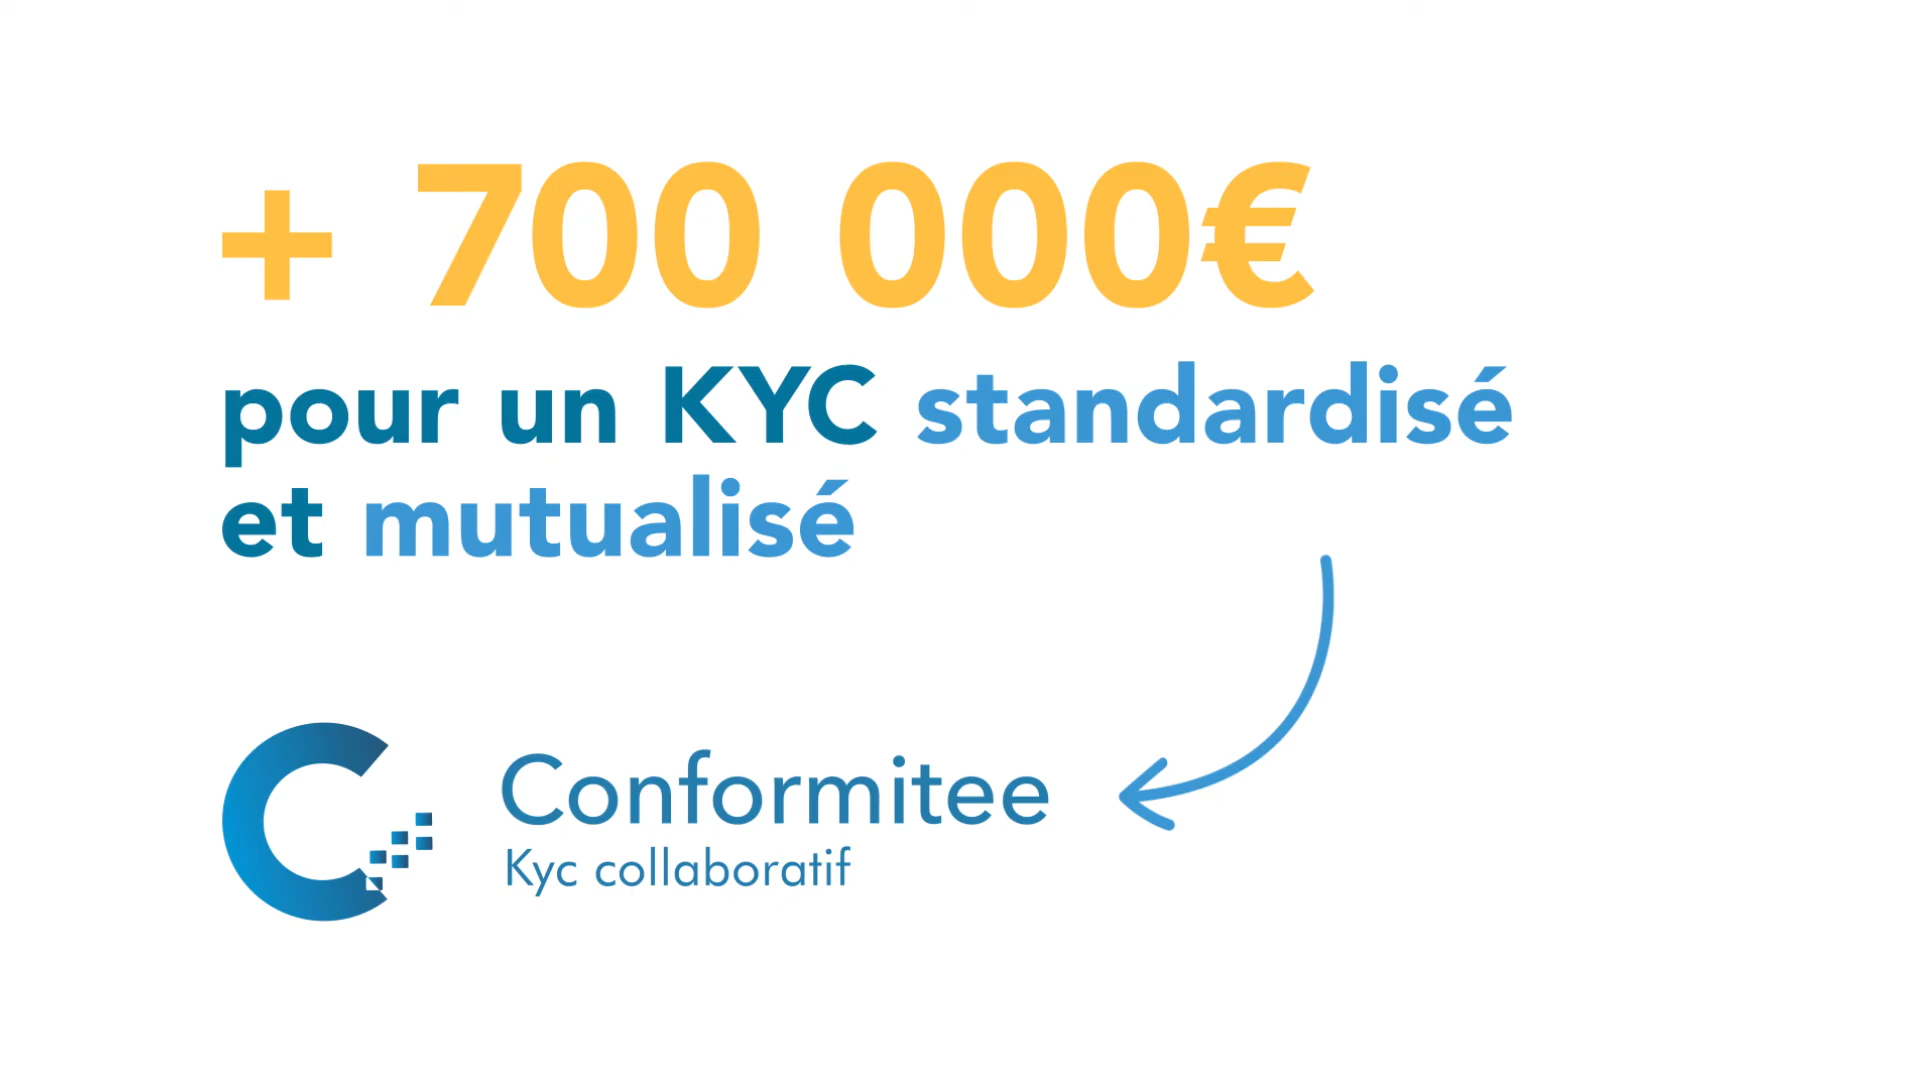 + 700 000€
pour un KYC standardisé
et mutualisé
Conformitee
Kyc collaboratif